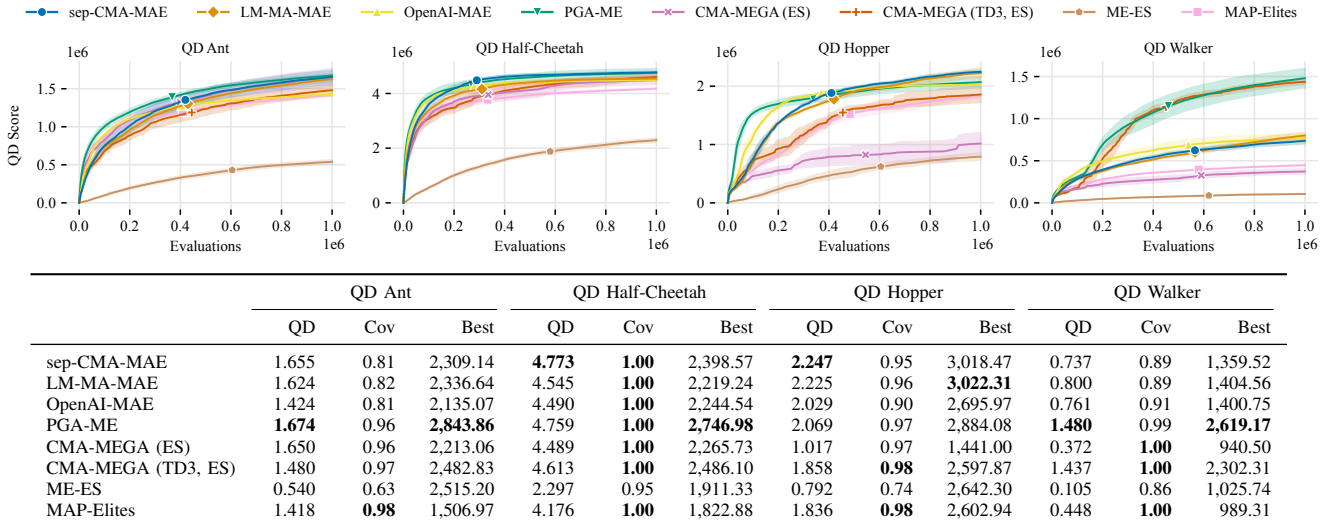 sep-CMA-MAE LM-MA-MAE OpenAI-MAE PGA-ME CMA-MEGA (ES) CMA-MEGA (TD3, ES) ME-ES MAP-Elites
1e6 QD Ant 1e6 QD Half-Cheetah 1e6 QD Hopper 1e6 QD Walker
QD Score
1.5
1.0
0.5
0.0
4
2
0
2
1
0
1.5
1.0
0.5
0.0
0.0 0.2 0.4 0.6 0.8 1.0 0.0 0.2 0.4 0.6 0.8 1.0 0.0 0.2 0.4 0.6 0.8 1.0 0.0 0.2 0.4 0.6 0.8 1.0
Evaluations 1e6 Evaluations 1e6 Evaluations 1e6 Evaluations 1e6
QD Ant QD Half-Cheetah QD Hopper QD Walker
QD Cov Best QD Cov Best QD Cov Best QD Cov Best
sep-CMA-MAE 1.655 0.81 2,309.14 4.773 1.00 2,398.57 2.247 0.95 3,018.47 0.737 0.89 1,359.52
LM-MA-MAE 1.624 0.82 2,336.64 4.545 1.00 2,219.24 2.225 0.96 3,022.31 0.800 0.89 1,404.56
OpenAI-MAE 1.424 0.81 2,135.07 4.490 1.00 2,244.54 2.029 0.90 2,695.97 0.761 0.91 1,400.75
PGA-ME 1.674 0.96 2,843.86 4.759 1.00 2,746.98 2.069 0.97 2,884.08 1.480 0.99 2,619.17
CMA-MEGA (ES) 1.650 0.96 2,213.06 4.489 1.00 2,265.73 1.017 0.97 1,441.00 0.372 1.00 940.50
CMA-MEGA (TD3, ES) 1.480 0.97 2,482.83 4.613 1.00 2,486.10 1.858 0.98 2,597.87 1.437 1.00 2,302.31
ME-ES 0.540 0.63 2,515.20 2.297 0.95 1,911.33 0.792 0.74 2,642.30 0.105 0.86 1,025.74
MAP-Elites 1.418 0.98 1,506.97 4.176 1.00 1,822.88 1.836 0.98 2,602.94 0.448 1.00 989.31